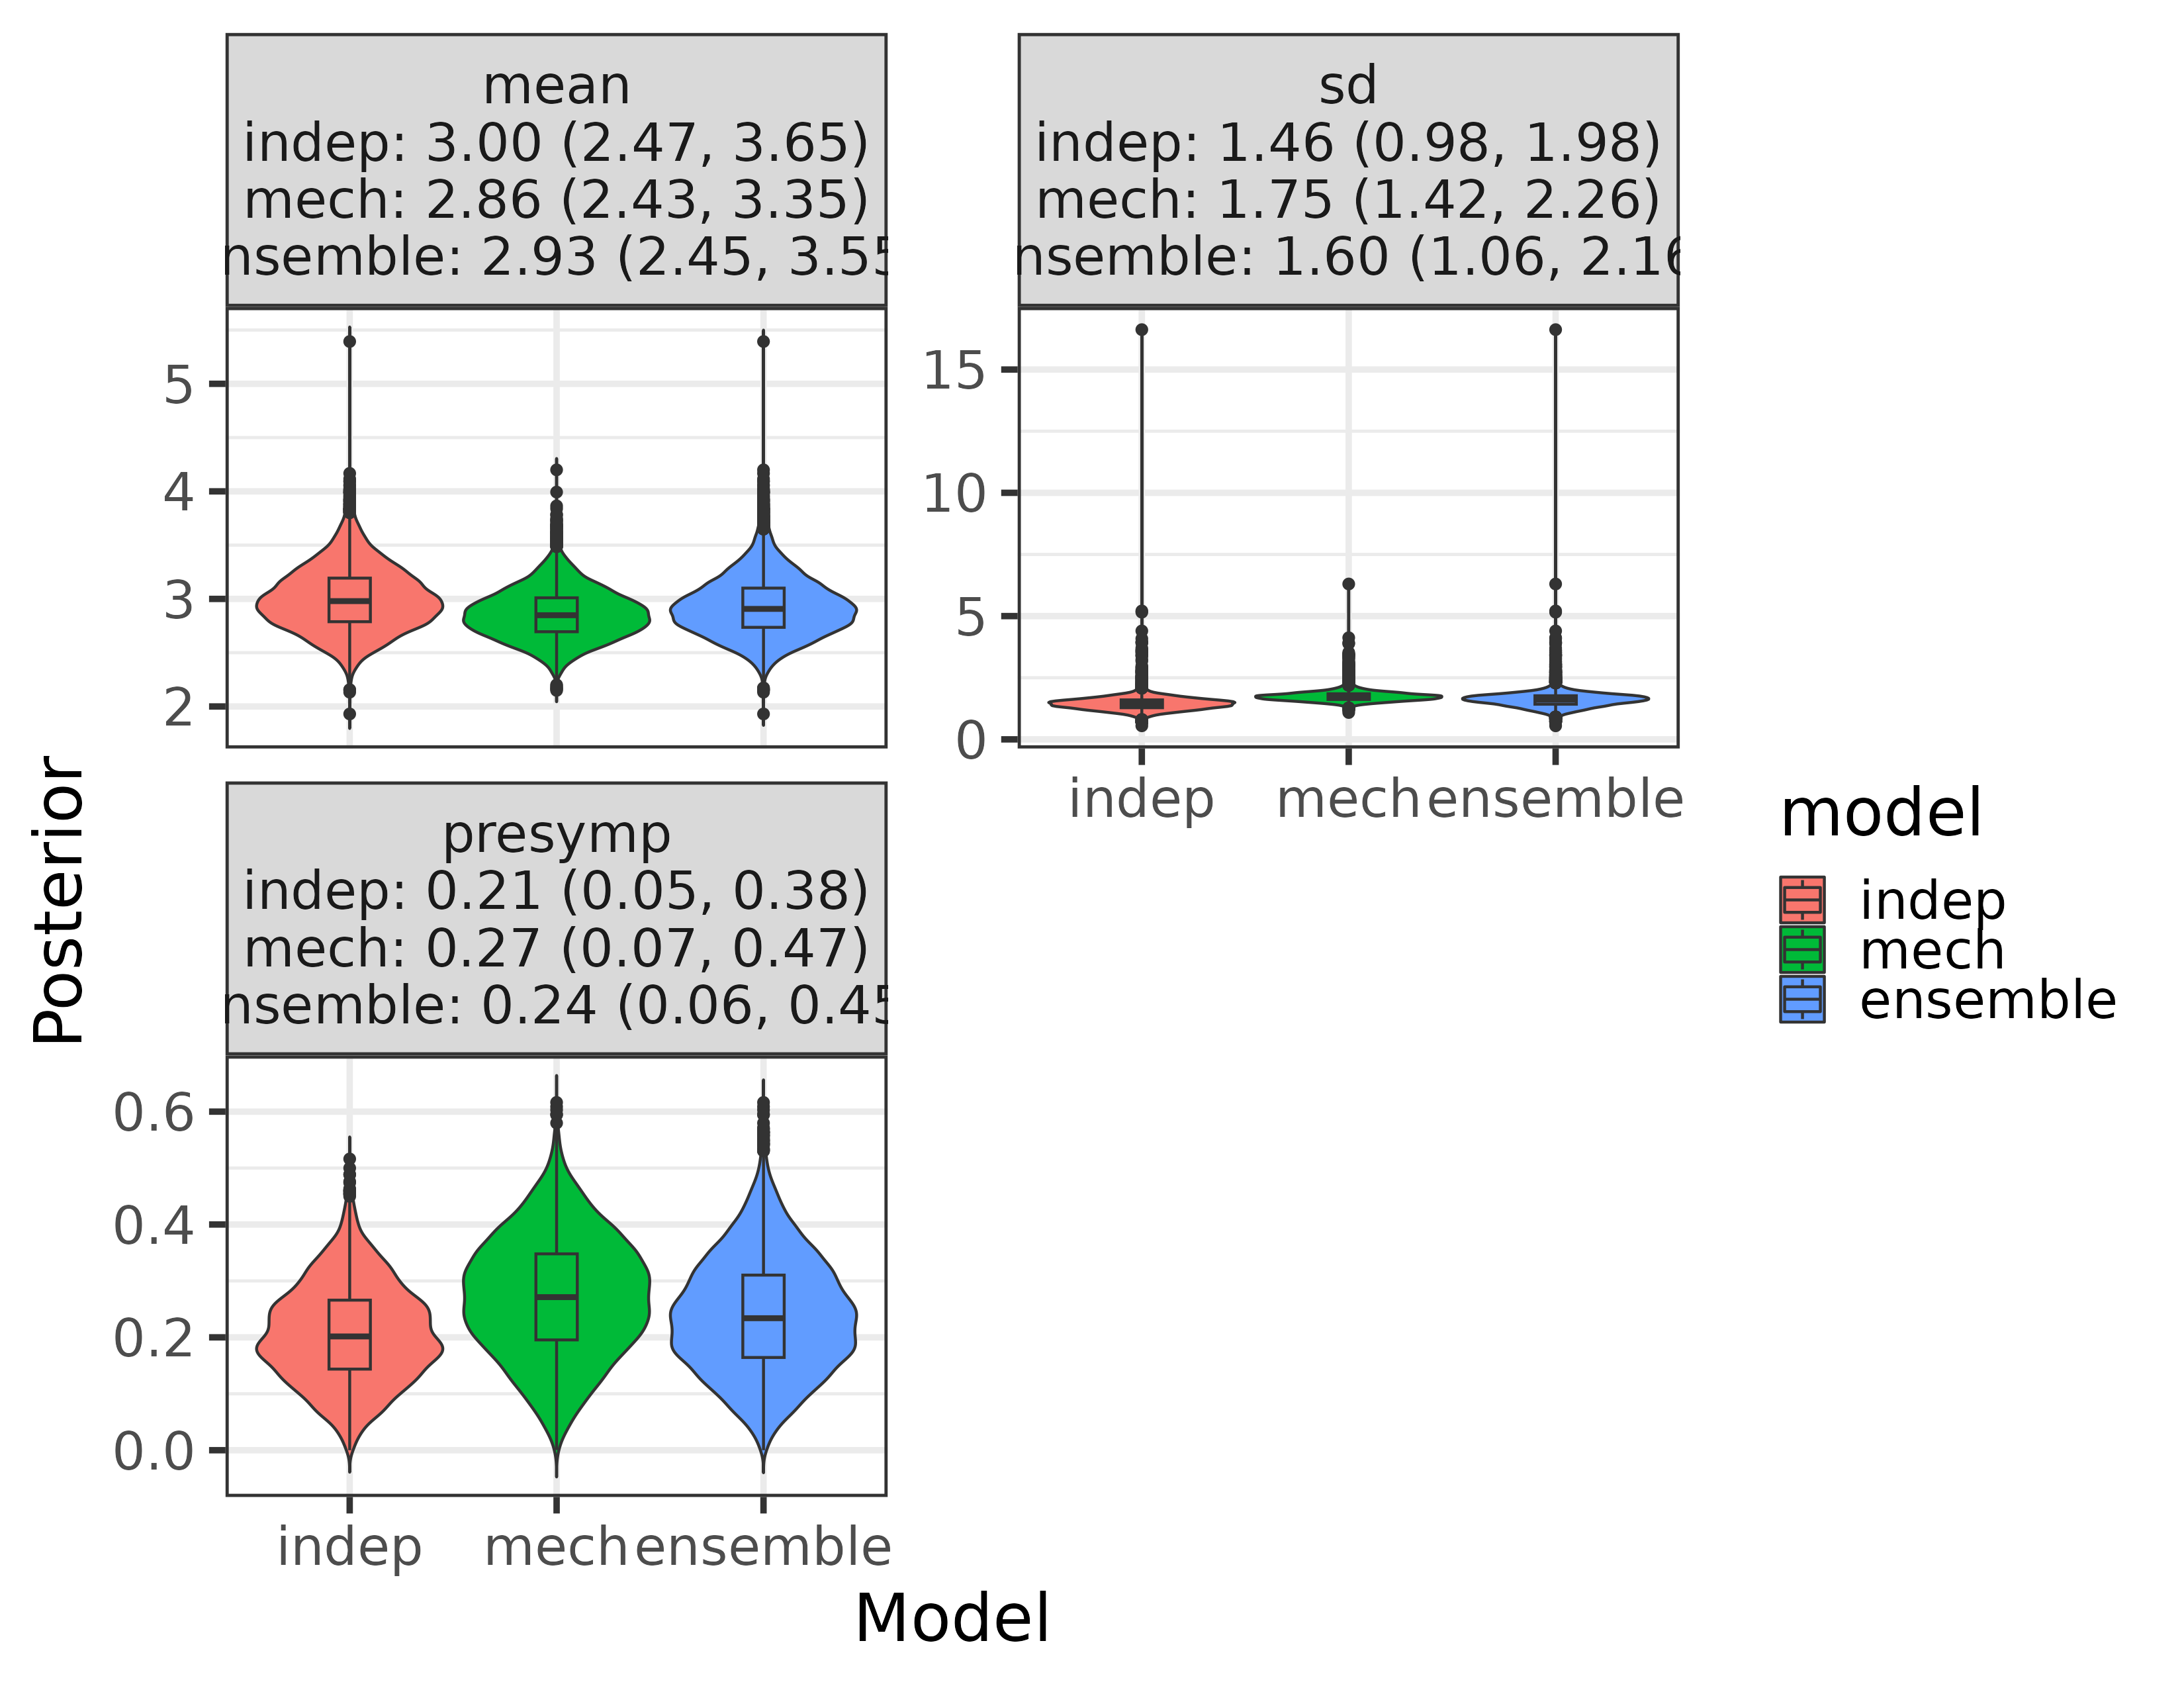 mean
indep: 3.00 (2.47, 3.65)
mech: 2.86 (2.43, 3.35)
nsemble: 2.93 (2.45, 3.55
sd
indep: 1.46 (0.98, 1.98)
mech: 1.75 (1.42, 2.26)
nsemble: 1.60 (1.06, 2.16
5
4
3
2
15
10
5
0
indep mech ensemble
presymp
indep: 0.21 (0.05, 0.38)
mech: 0.27 (0.07, 0.47)
nsemble: 0.24 (0.06, 0.45
0.6
0.4
0.2
0.0
indep mech ensemble
Posterior
Model
model
indep
mech
ensemble